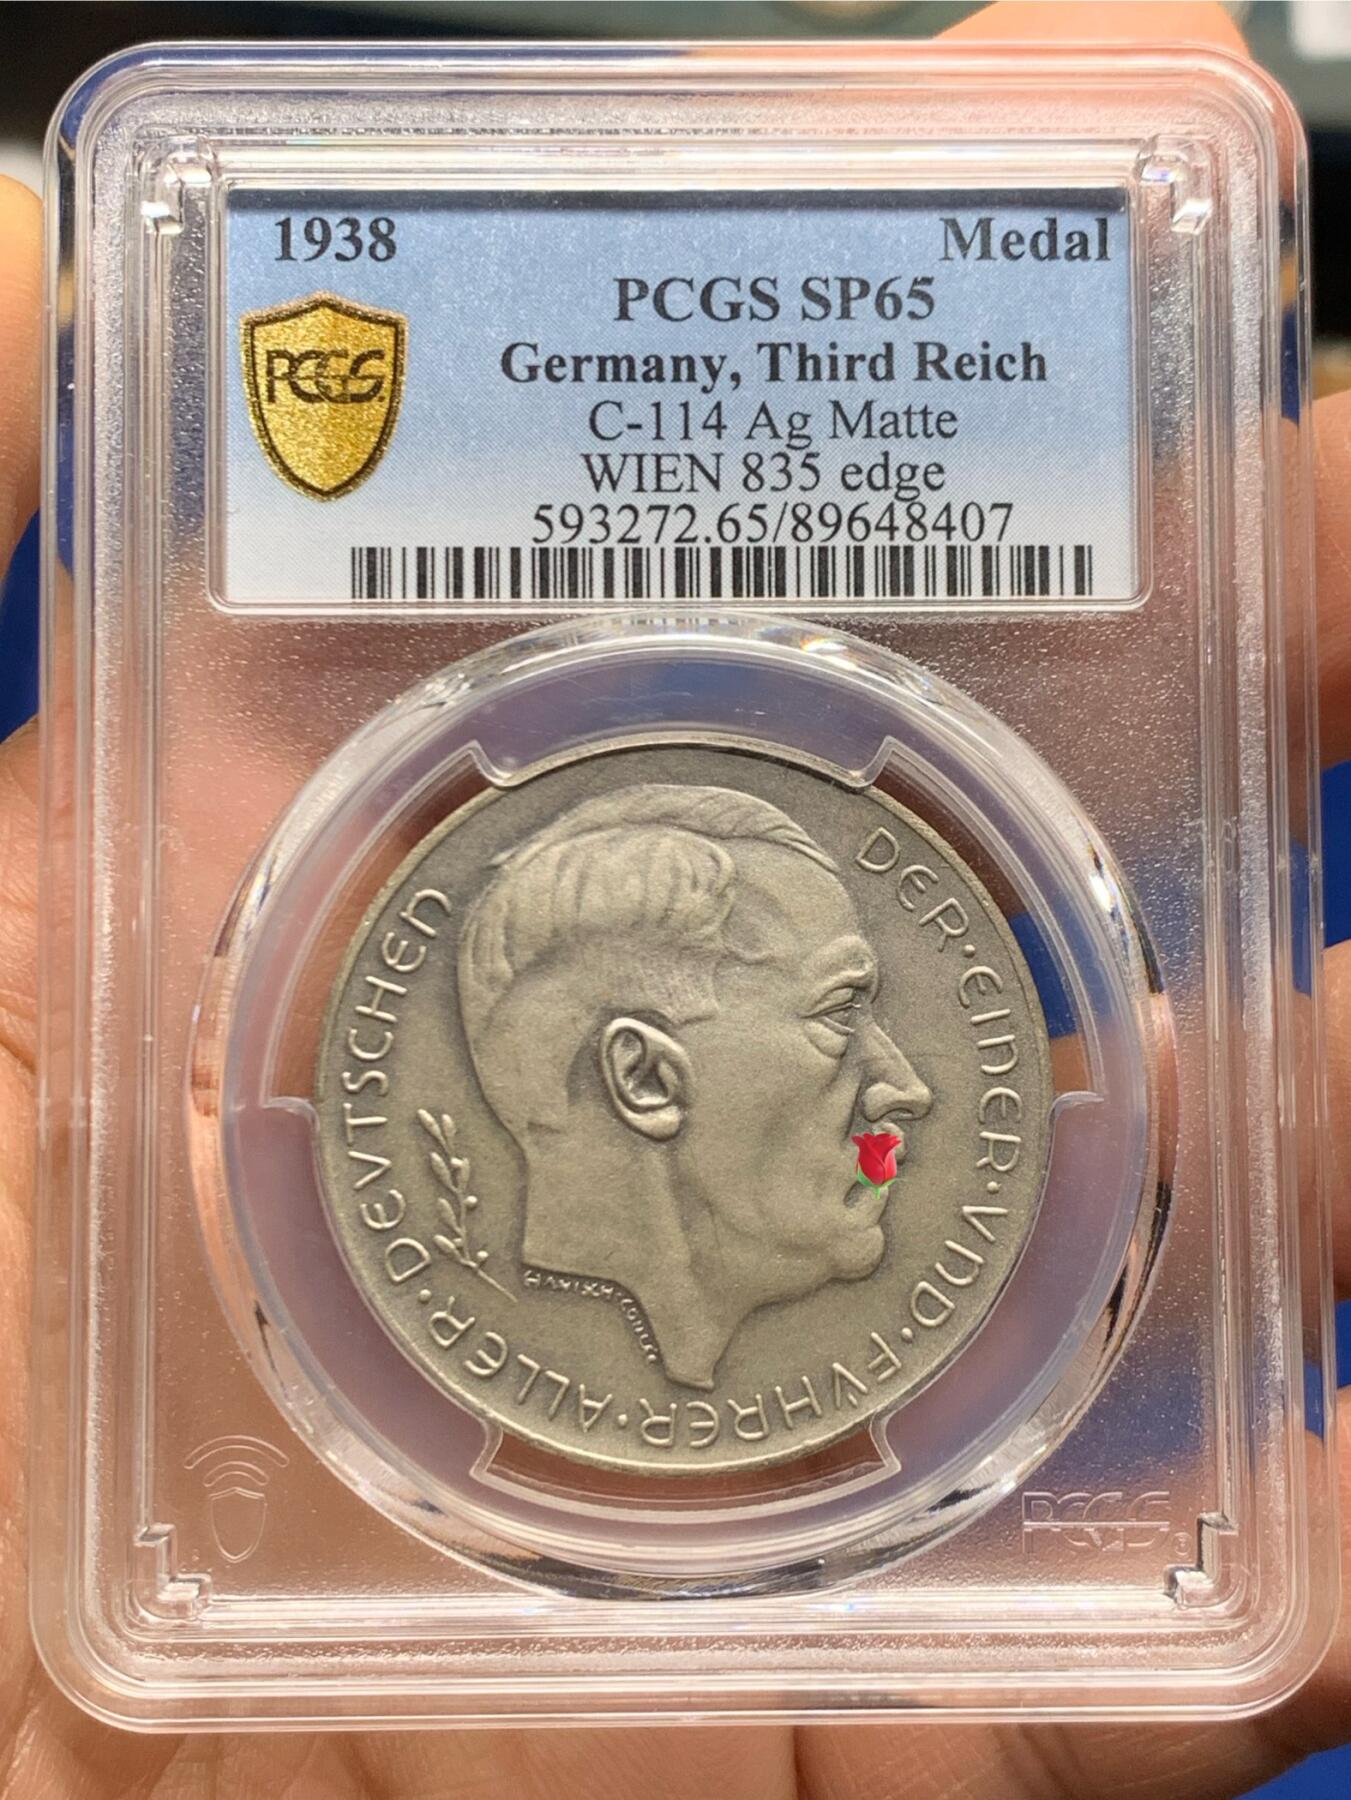 1938
Medal
PCGS SP65
PCGS
Germany, Third Reich
C-114 Ag Matte
WIEN 835 edge
593272.65/89648407
DER·EINER·VND·FÜHRER·ALLER·DEVTSCHEN
PCGS